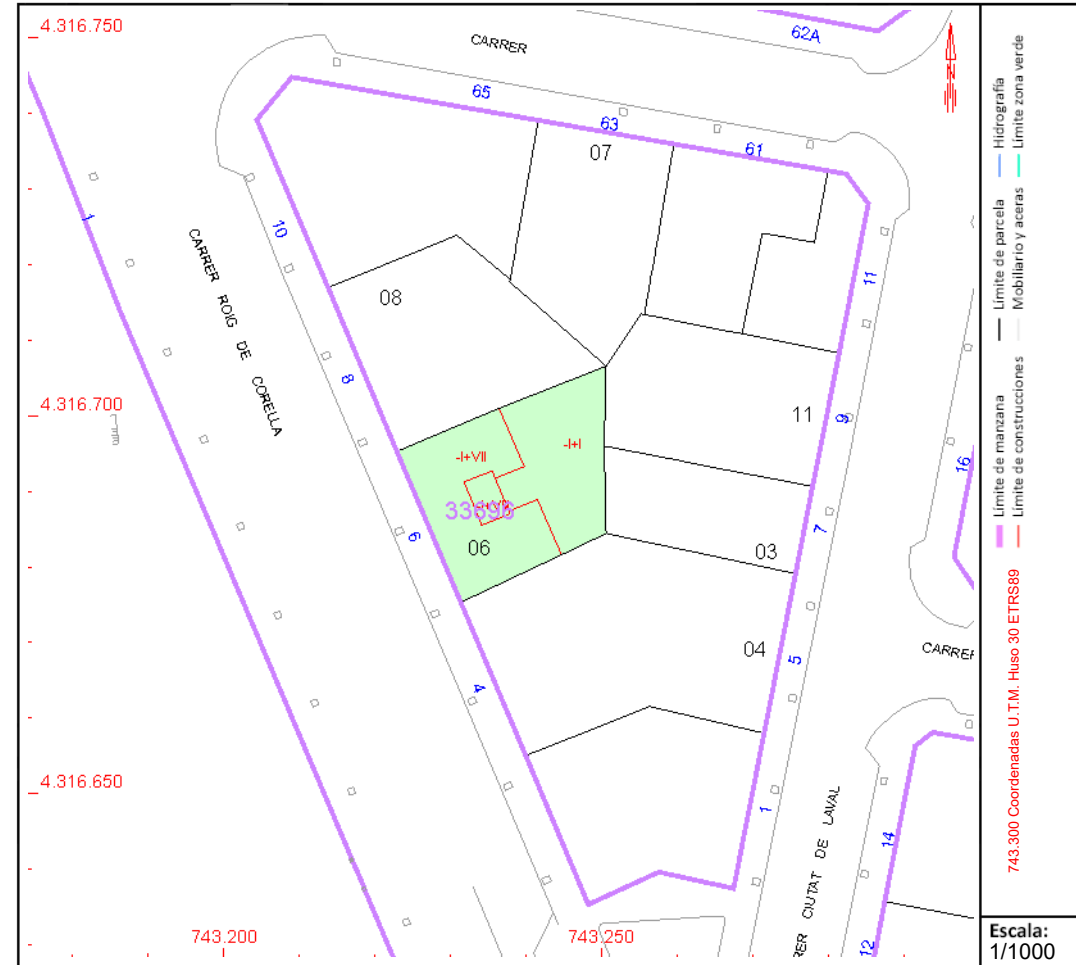 4.316.750
CARRER
62A
65
63
07
61
1
10
CARRER ROIG DE CORELLA
08
11
8
4.316.700
11
9
-I+VII
-I+I
16
33696
6
06
7
03
04
5
CARRER
4
4.316.650
1
CARRER CIUTAT DE LAVAL
14
743.200
743.250
12
N
Hidrografía
Límite zona verde
Límite de parcela
Mobiliario y aceras
Límite de manzana
Límite de construcciones
743.300 Coordenadas U.T.M. Huso 30 ETRS89
Escala:
1/1000